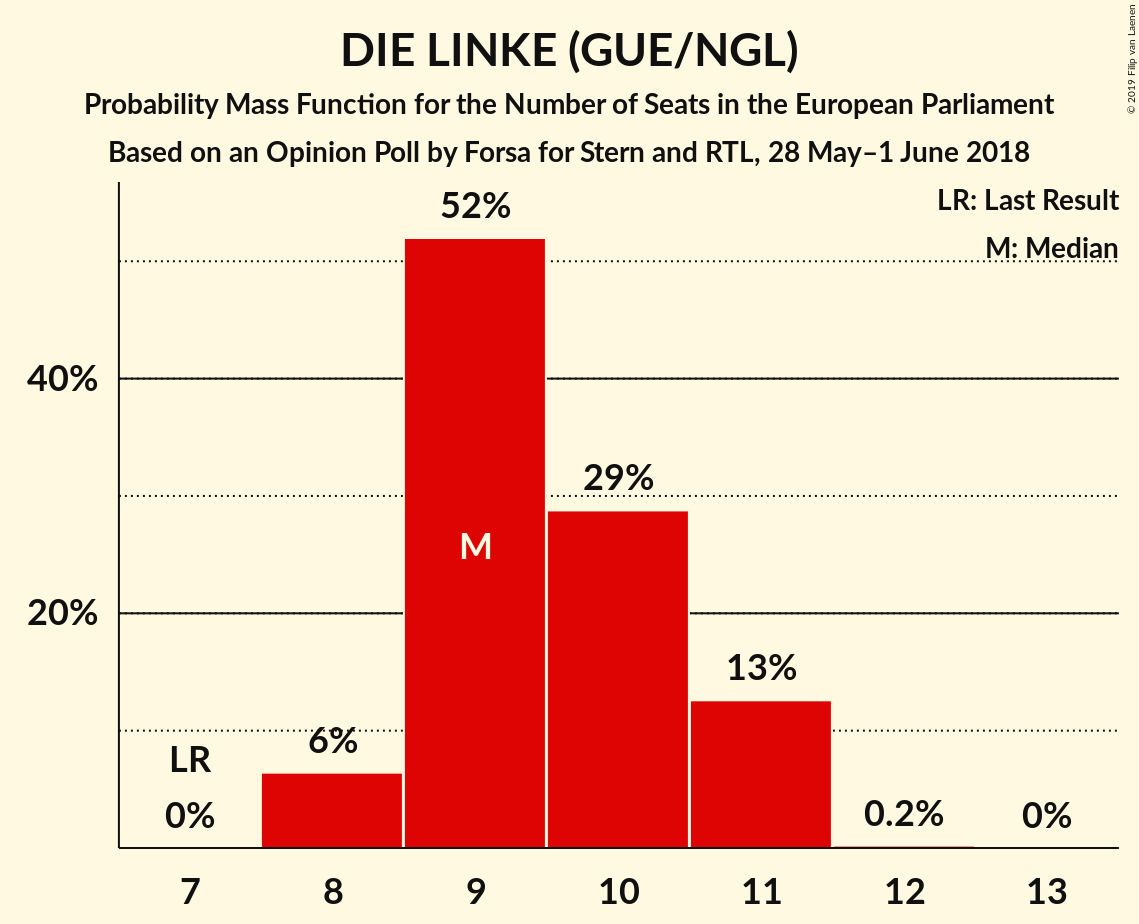 DIE LINKE (GUE/NGL)
Probability Mass Function for the Number of Seats in the European Parliament
Based on an Opinion Poll by Forsa for Stern and RTL, 28 May–1 June 2018
© 2019 Filip van Laenen
LR: Last Result
M: Median
52%
40%
29%
M
20%
13%
6%
LR
0%
0.2%
0%
7 8 9 10 11 12 13